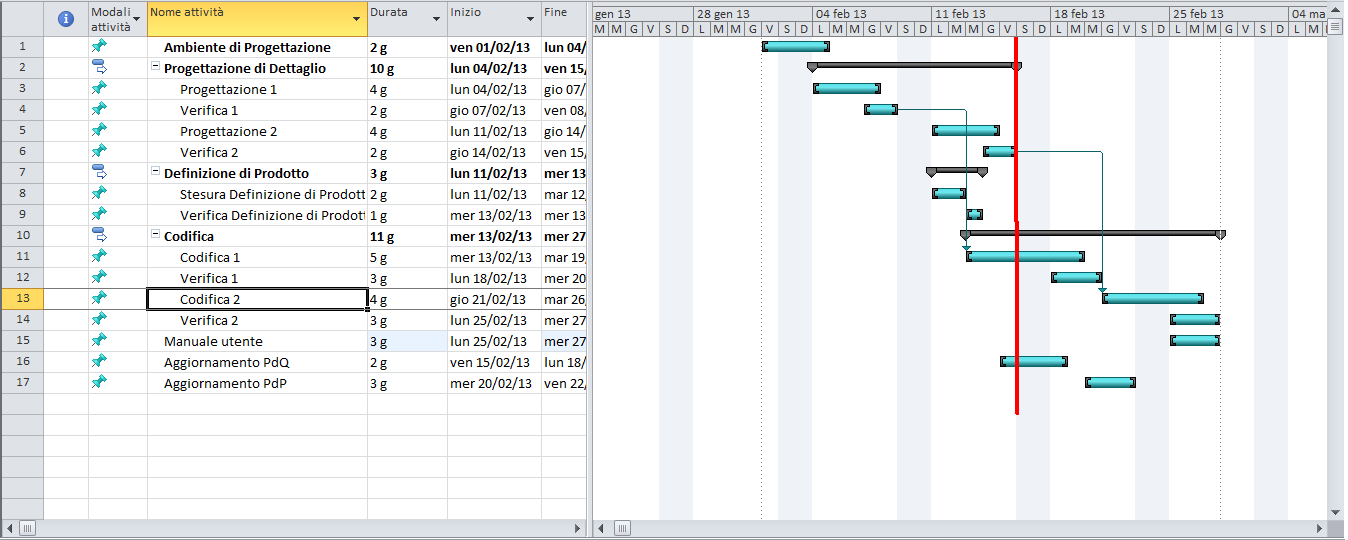 Modali attività Nome attività Durata Inizio Fine
1 Ambiente di Progettazione 2 g ven 01/02/13 lun 04/
2 Progettazione di Dettaglio 10 g lun 04/02/13 ven 15/
3 Progettazione 1 4 g lun 04/02/13 gio 07/
4 Verifica 1 2 g gio 07/02/13 ven 08/
5 Progettazione 2 4 g lun 11/02/13 gio 14/
6 Verifica 2 2 g gio 14/02/13 ven 15/
7 Definizione di Prodotto 3 g lun 11/02/13 mer 13
8 Stesura Definizione di Prodott 2 g lun 11/02/13 mar 12/
9 Verifica Definizione di Prodott 1 g mer 13/02/13 mer 13
10 Codifica 11 g mer 13/02/13 mer 27
11 Codifica 1 5 g mer 13/02/13 mar 19/
12 Verifica 1 3 g lun 18/02/13 mer 20
13 Codifica 2 4 g gio 21/02/13 mar 26/
14 Verifica 2 3 g lun 25/02/13 mer 27
15 Manuale utente 3 g lun 25/02/13 mer 27
16 Aggiornamento PdQ 2 g ven 15/02/13 lun 18/
17 Aggiornamento PdP 3 g mer 20/02/13 ven 22/
gen 13 28 gen 13 04 feb 13 11 feb 13 18 feb 13 25 feb 13 04 ma
M M G V S D L M M G V S D L M M G V S D L M M G V S D L M M G V S D L M M G V S D L M